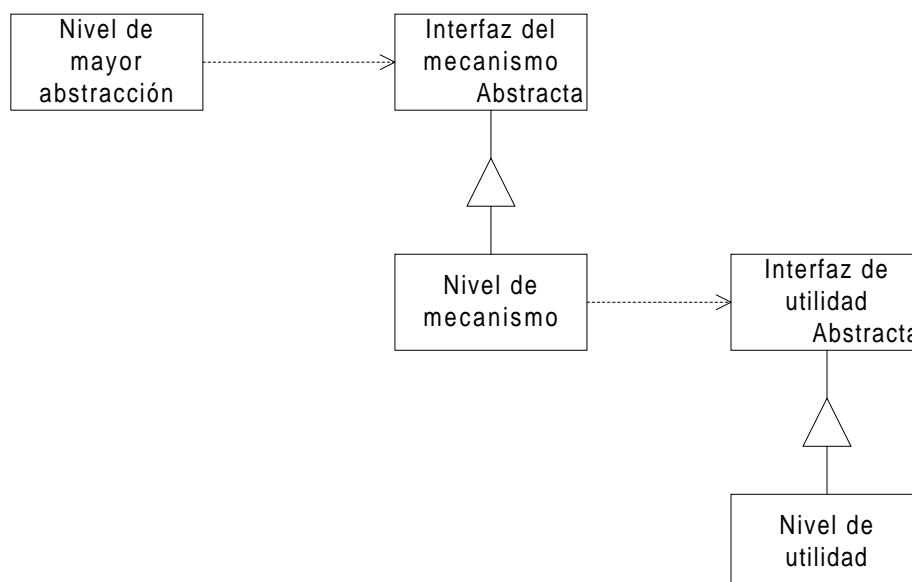 Nivel de
mayor
abstracción
Interfaz del
mecanismo
Abstracta
Nivel de
mecanismo
Interfaz de
utilidad
Abstracta
Nivel de
utilidad